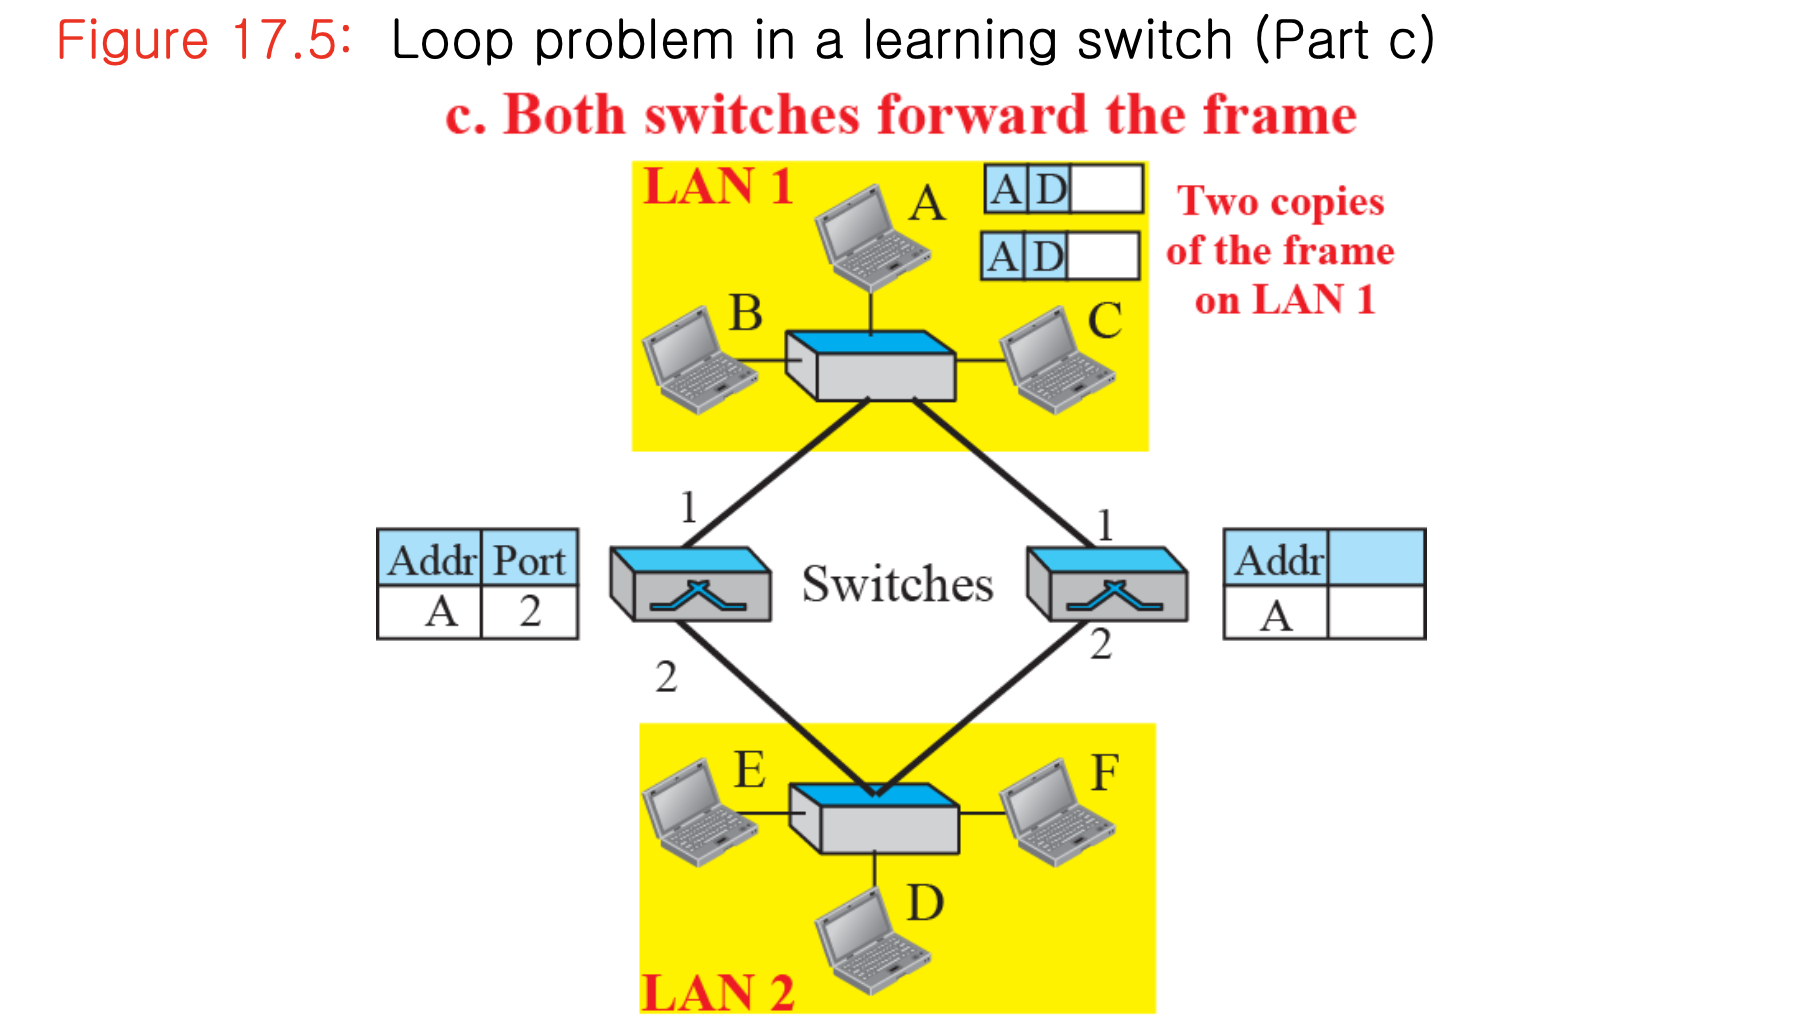 Figure 17.5: Loop problem in a learning switch (Part c)
c. Both switches forward the frame
LAN 1
A
A D
A D
Two copies
of the frame
on LAN 1
B
C
1
1
Addr Port
A 2
Switches
Addr
A
2
2
E
F
D
LAN 2